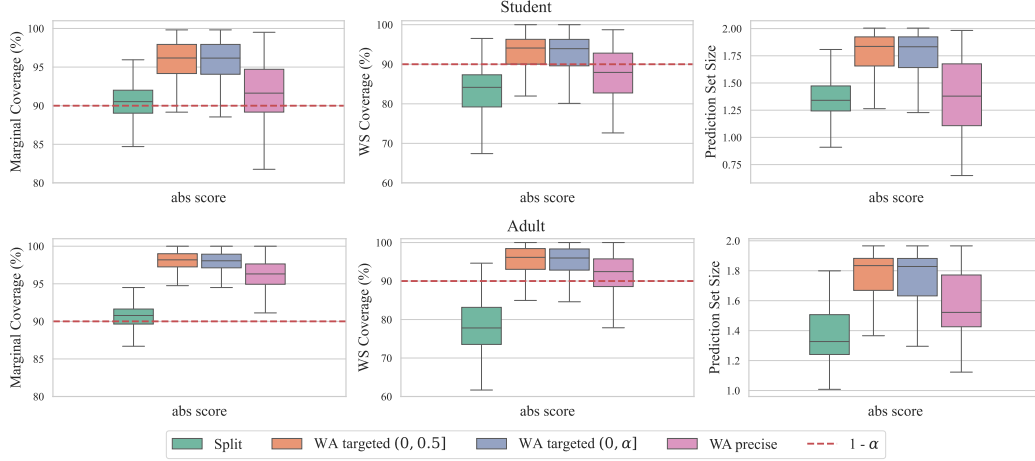 Student
Marginal Coverage (%)
100
95
90
85
80
abs score
WS Coverage (%)
100
90
80
70
60
abs score
Prediction Set Size
2.00
1.75
1.50
1.25
1.00
0.75
abs score
Adult
Marginal Coverage (%)
100
95
90
85
80
abs score
WS Coverage (%)
100
90
80
70
60
abs score
Prediction Set Size
2.0
1.8
1.6
1.4
1.2
1.0
abs score
Split WA targeted (0, 0.5] WA targeted (0, α] WA precise 1 - α